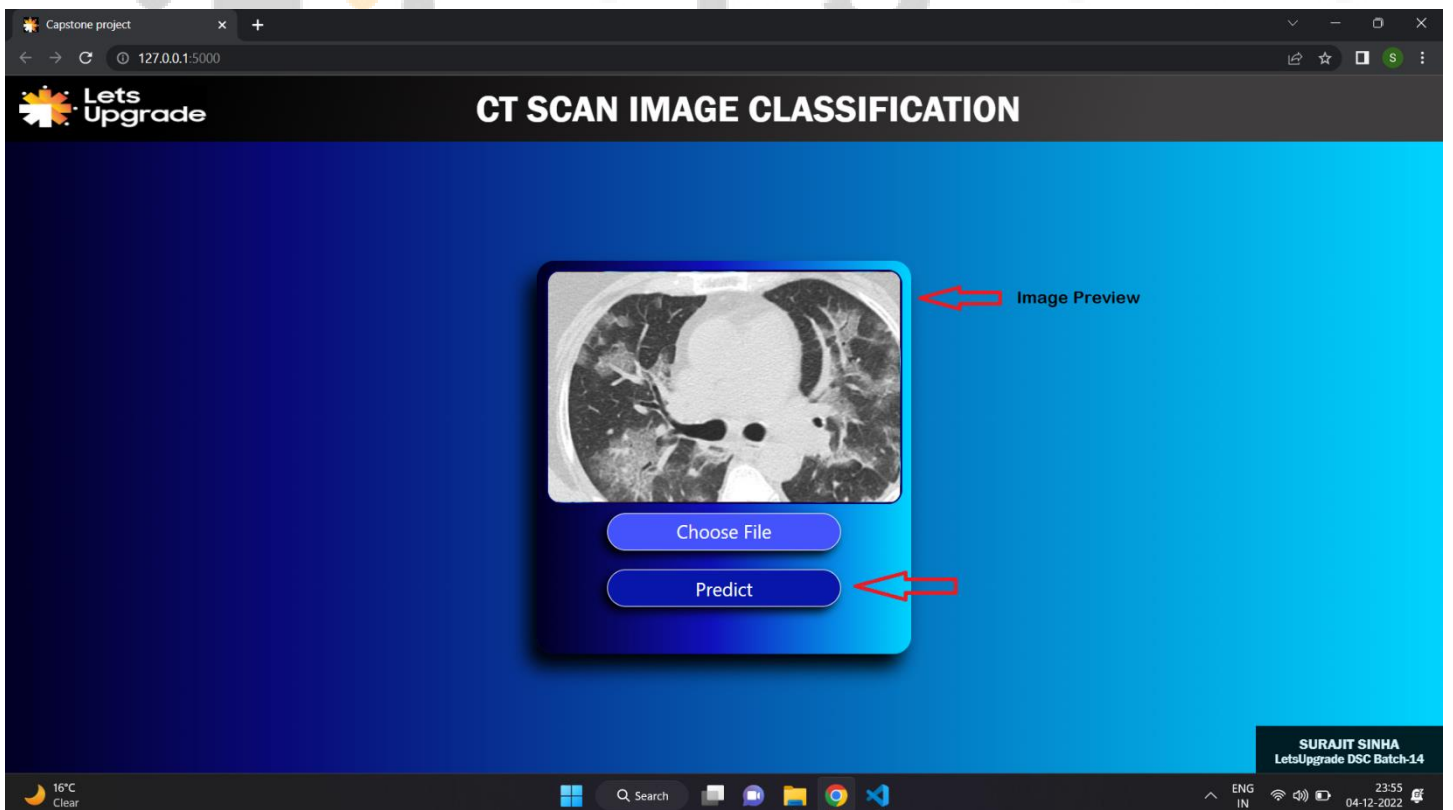 Capstone project
127.0.0.1:5000
S
Lets
Upgrade
CT SCAN IMAGE CLASSIFICATION
Image Preview
Choose File
Predict
SURAJIT SINHA
LetsUpgrade DSC Batch-14
16°C
Clear
Search
ENG
IN
23:55
04-12-2022